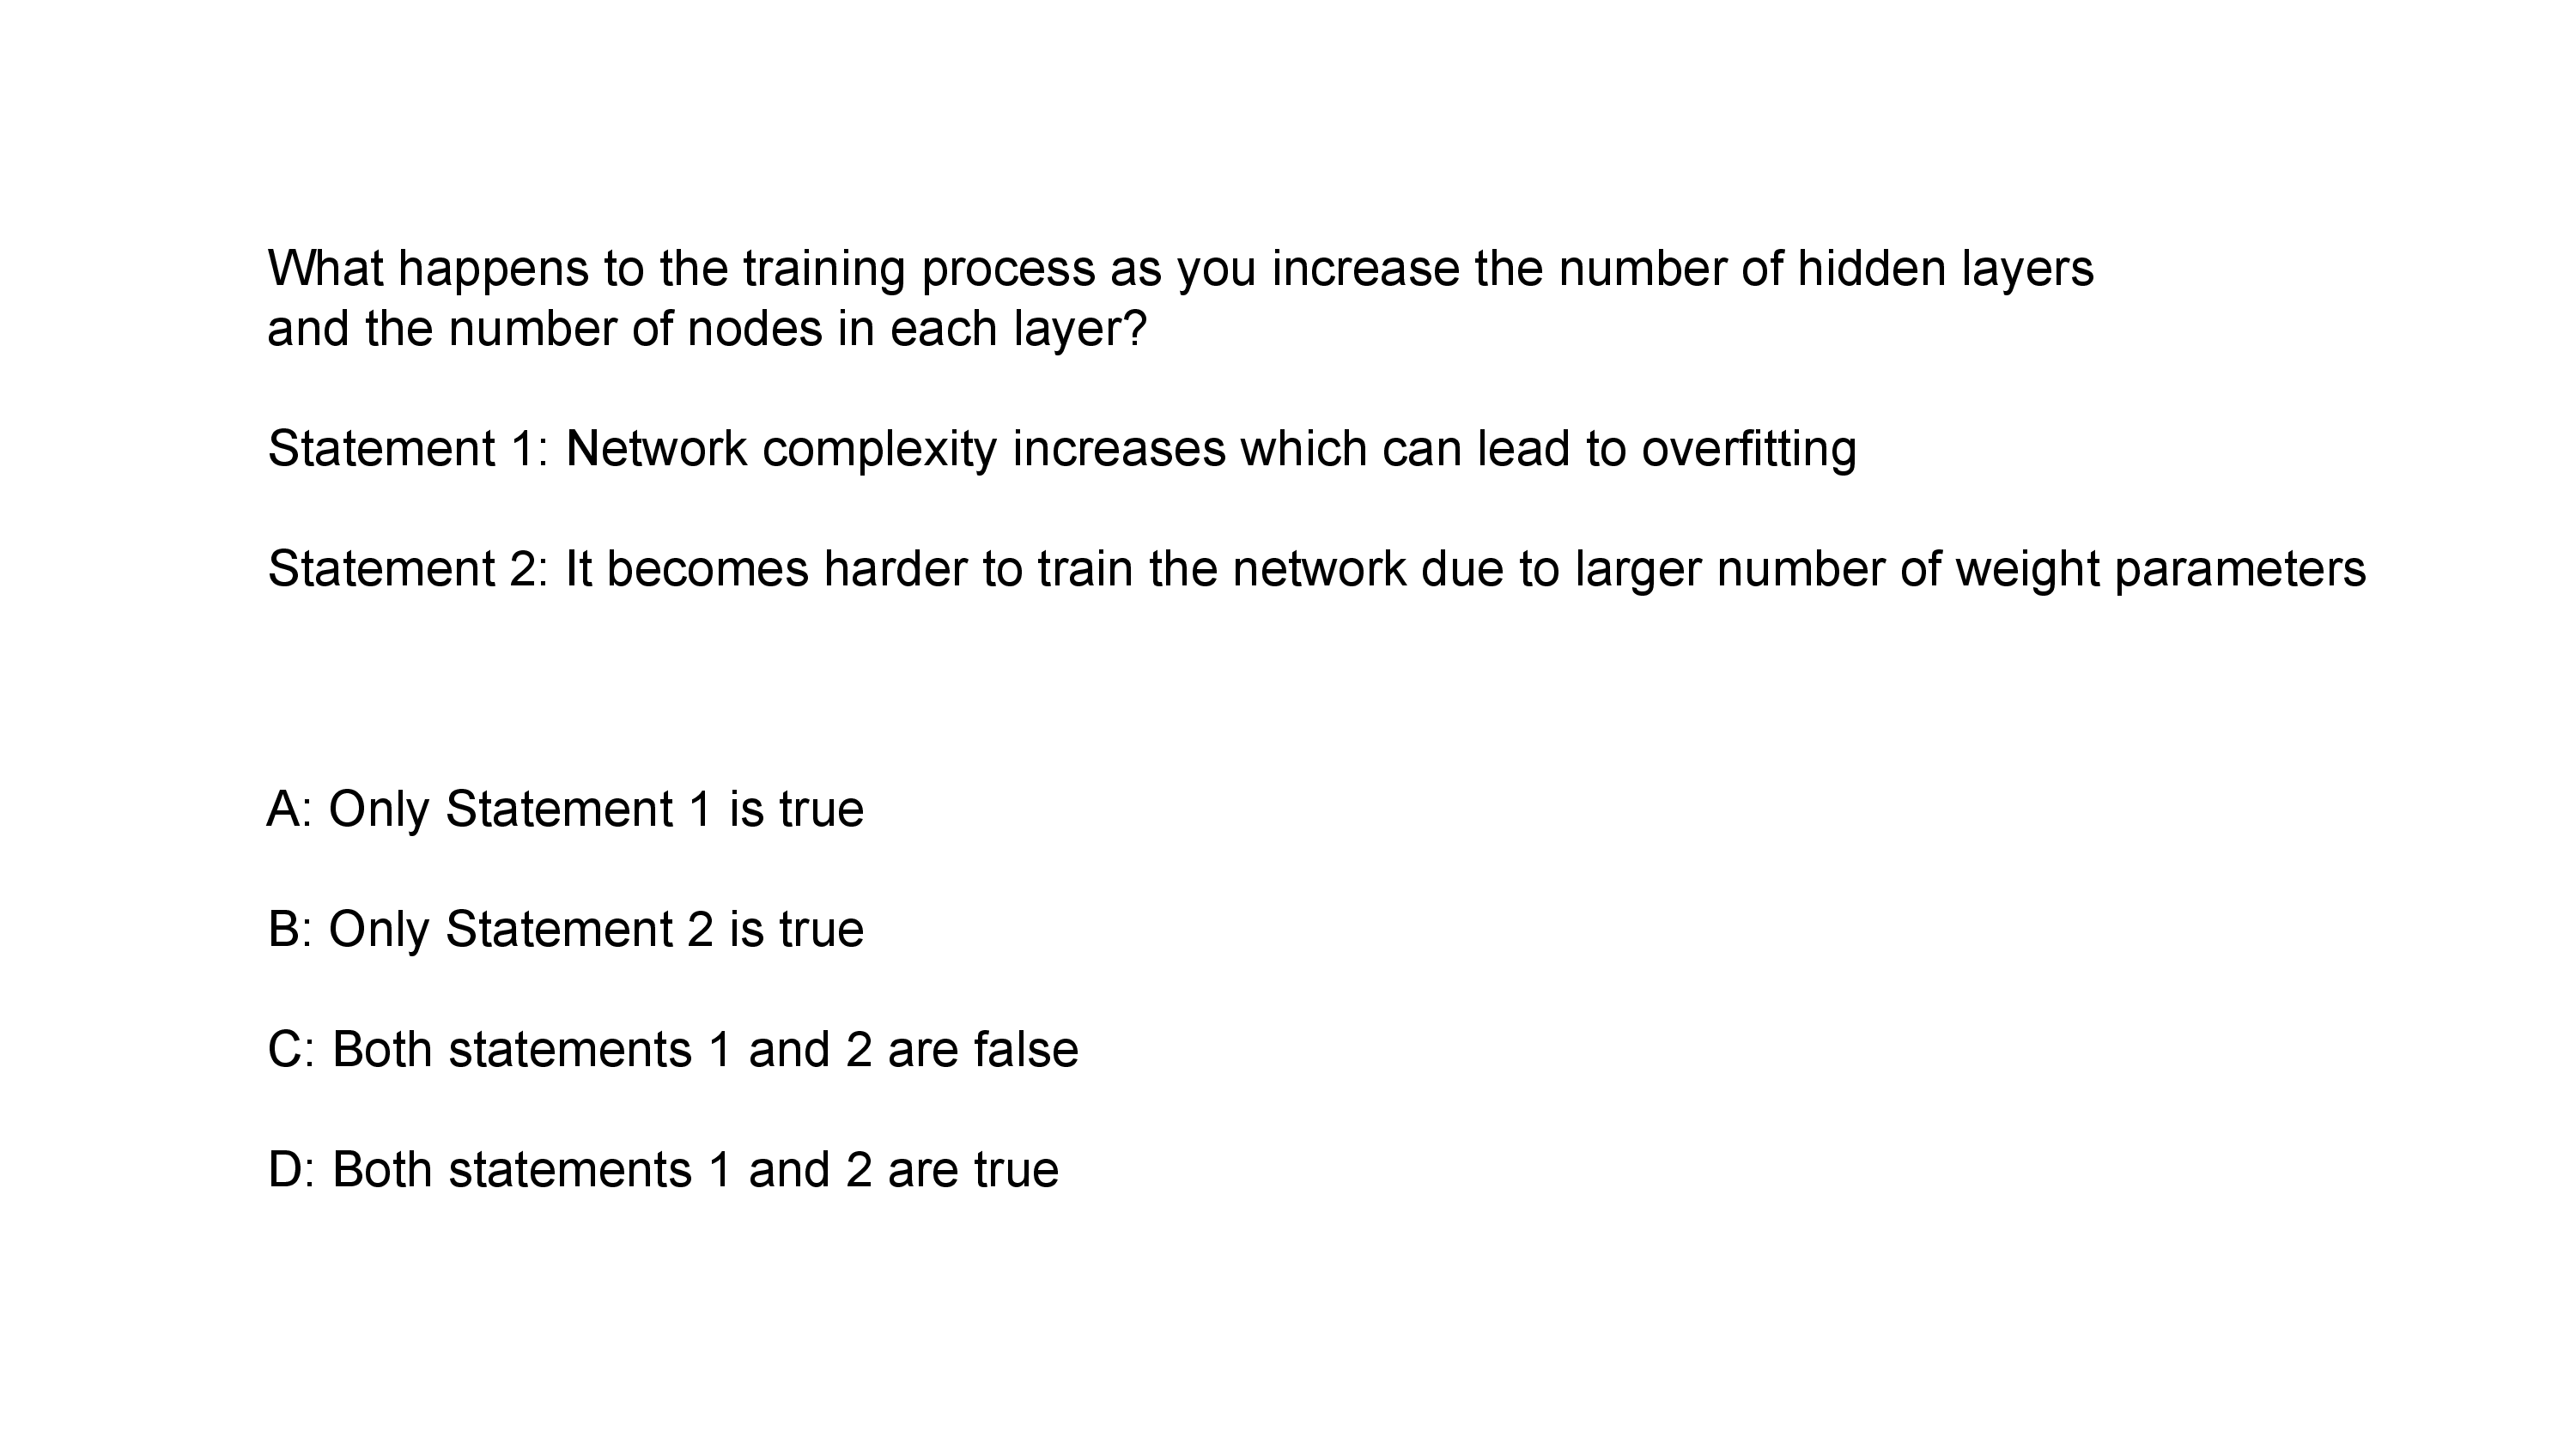 What happens to the training process as you increase the number of hidden layers
and the number of nodes in each layer?
Statement 1: Network complexity increases which can lead to overfitting
Statement 2: It becomes harder to train the network due to larger number of weight parameters
A: Only Statement 1 is true
B: Only Statement 2 is true
C: Both statements 1 and 2 are false
D: Both statements 1 and 2 are true